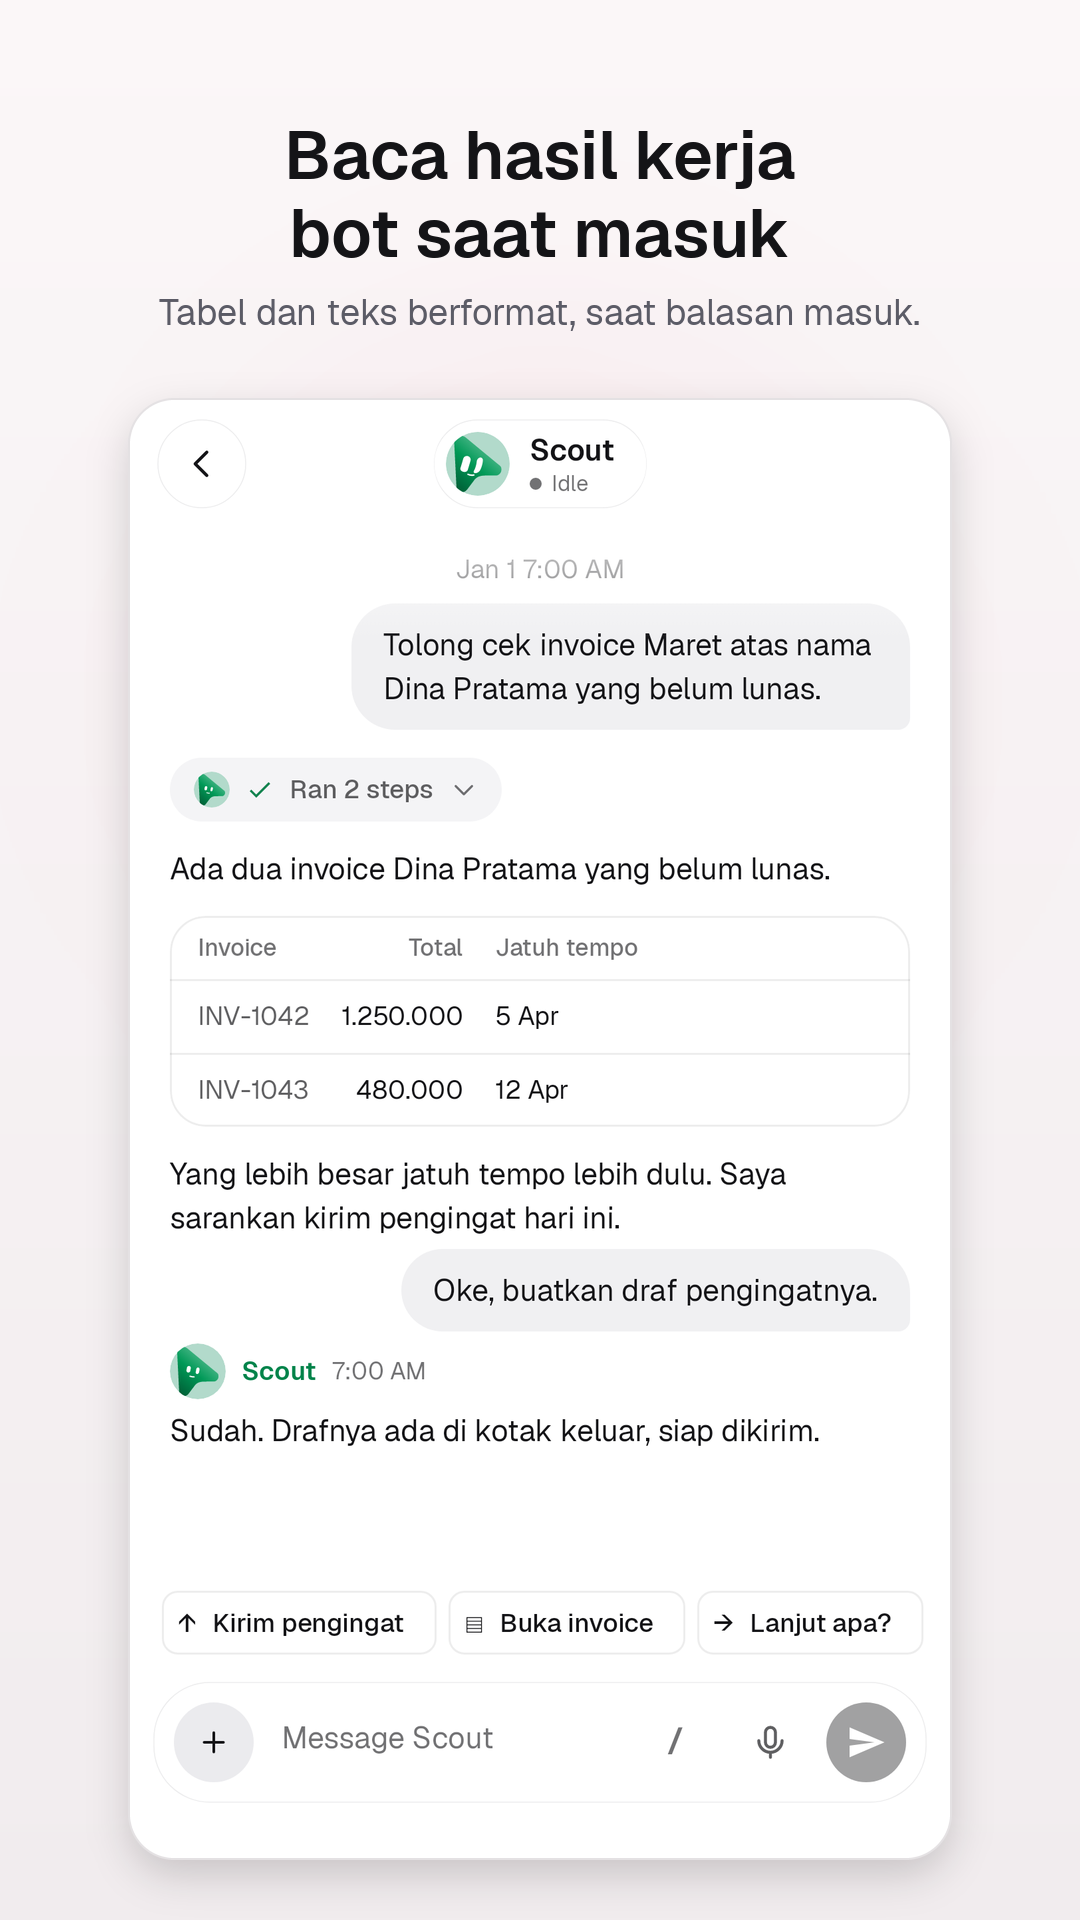 Baca hasil kerja
bot saat masuk
Tabel dan teks berformat, saat balasan masuk.
Scout
Idle
Jan 1 7:00 AM
Tolong cek invoice Maret atas nama
Dina Pratama yang belum lunas.
Ran 2 steps
Ada dua invoice Dina Pratama yang belum lunas.
Invoice Total Jatuh tempo
INV-1042 1.250.000 5 Apr
INV-1043 480.000 12 Apr
Yang lebih besar jatuh tempo lebih dulu. Saya
sarankan kirim pengingat hari ini.
Oke, buatkan draf pengingatnya.
Scout 7:00 AM
Sudah. Drafnya ada di kotak keluar, siap dikirim.
↑ Kirim pengingat ▤ Buka invoice → Lanjut apa?
+ Message Scout /